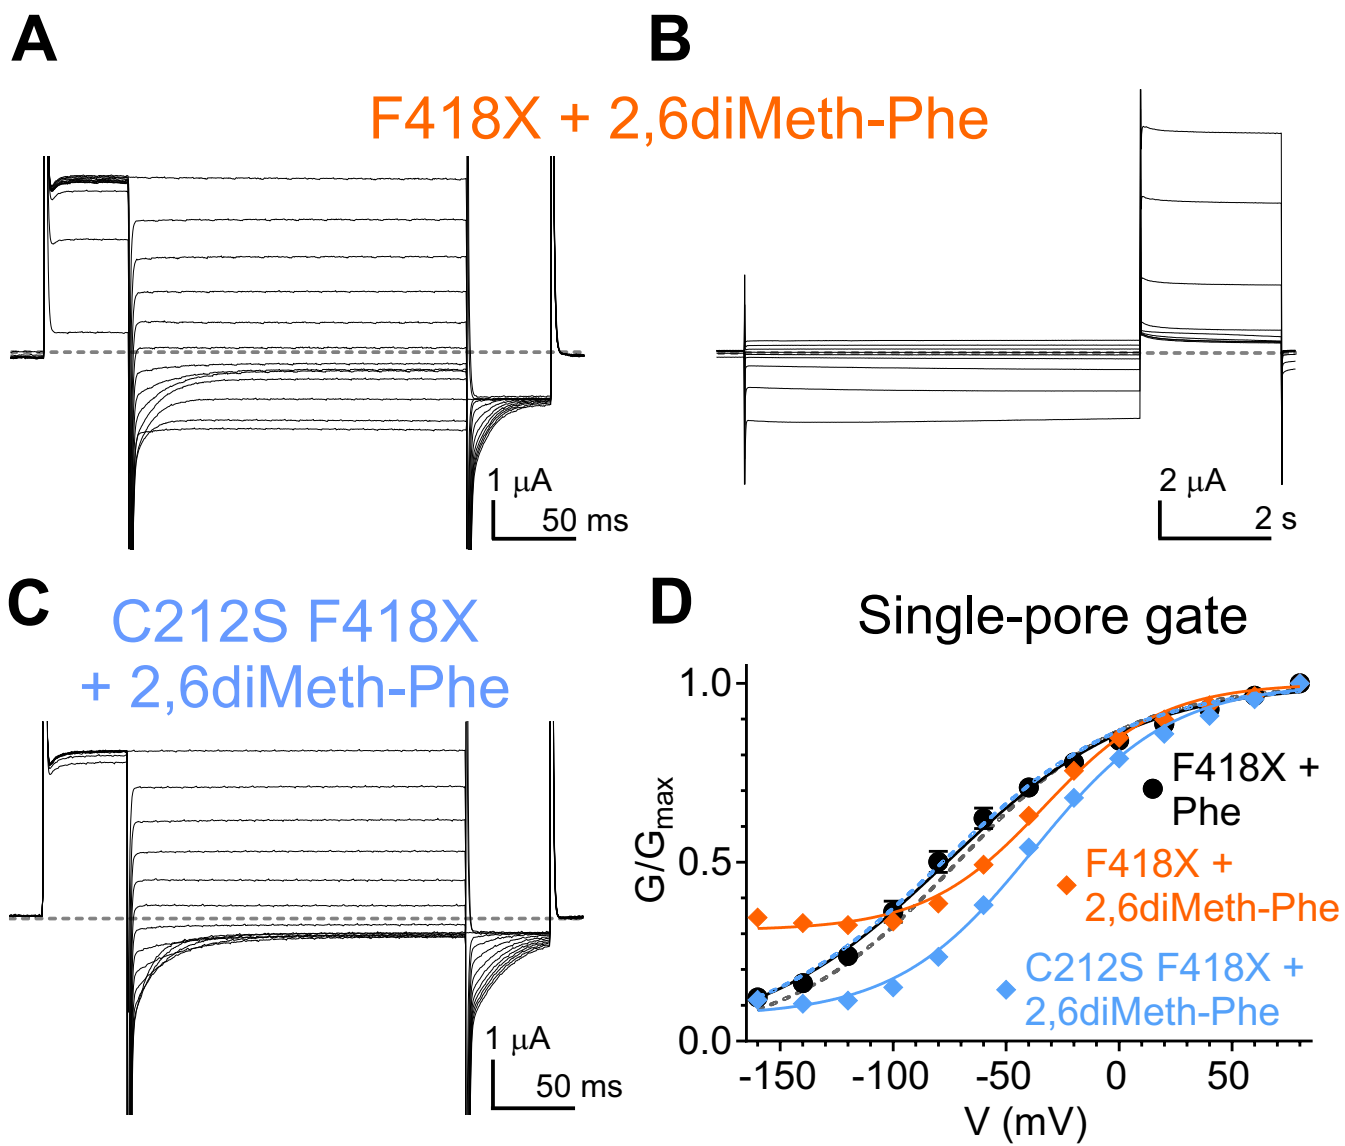 A
B
F418X + 2,6diMeth-Phe
1 μA
50 ms
2 μA
2 s
C
C212S F418X
+ 2,6diMeth-Phe
1 μA
50 ms
D
Single-pore gate
G/Gmax
1.0
0.5
0.0
F418X +
Phe
F418X +
2,6diMeth-Phe
C212S F418X +
2,6diMeth-Phe
-150
-100
-50
0
50
V (mV)